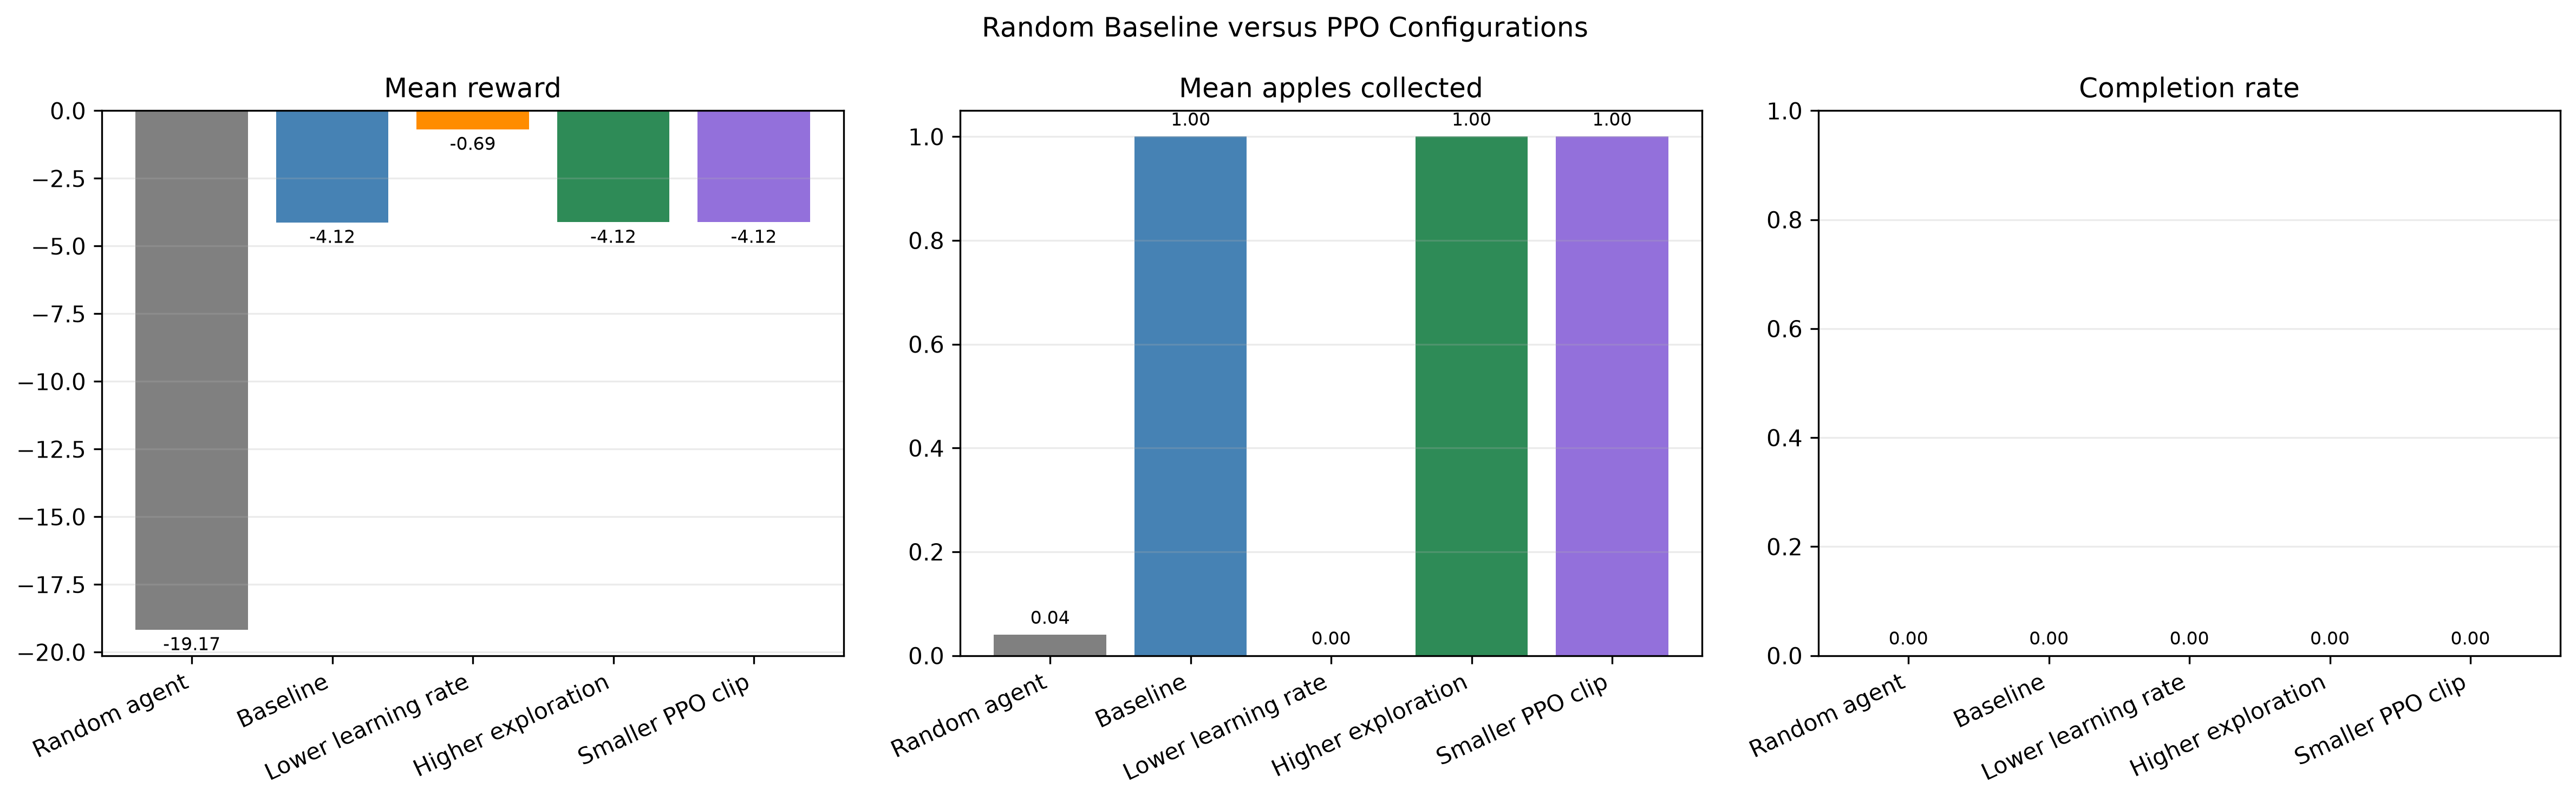 Random Baseline versus PPO Configurations
Mean reward
0.0
−2.5
−5.0
−7.5
−10.0
−12.5
−15.0
−17.5
−20.0
-19.17
-4.12
-0.69
-4.12
-4.12
Random agent
Baseline
Lower learning rate
Higher exploration
Smaller PPO clip
Mean apples collected
1.0
0.8
0.6
0.4
0.2
0.0
0.04
1.00
0.00
1.00
1.00
Random agent
Baseline
Lower learning rate
Higher exploration
Smaller PPO clip
Completion rate
1.0
0.8
0.6
0.4
0.2
0.0
0.00
0.00
0.00
0.00
0.00
Random agent
Baseline
Lower learning rate
Higher exploration
Smaller PPO clip